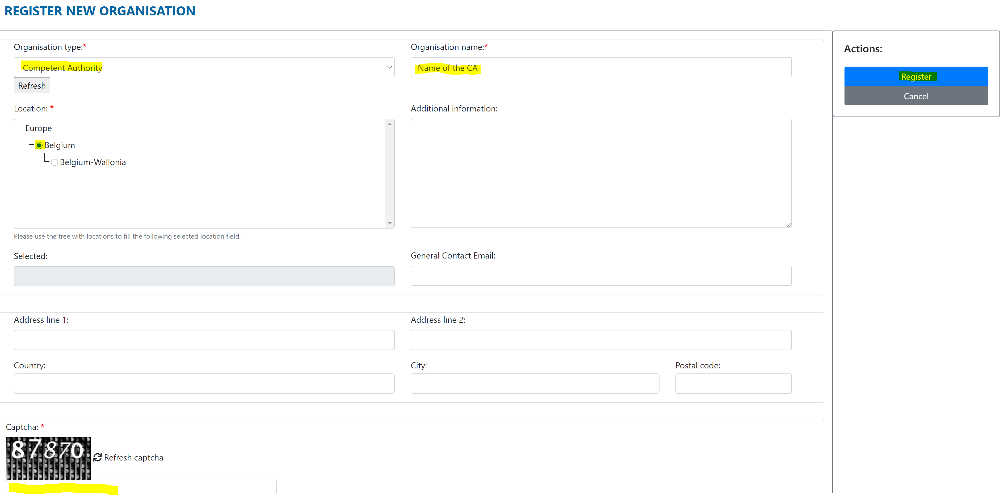 REGISTER NEW ORGANISATION
Organisation type:*
Competent Authority
Refresh
Organisation name:*
Name of the CA
Actions:
Register
Cancel
Location: *
Europe
Belgium
Belgium-Wallonia
Please use the tree with locations to fill the following selected location field.
Additional information:
Selected:
General Contact Email:
Address line 1:
Address line 2:
Country:
City:
Postal code:
Captcha: *
87870
Refresh captcha